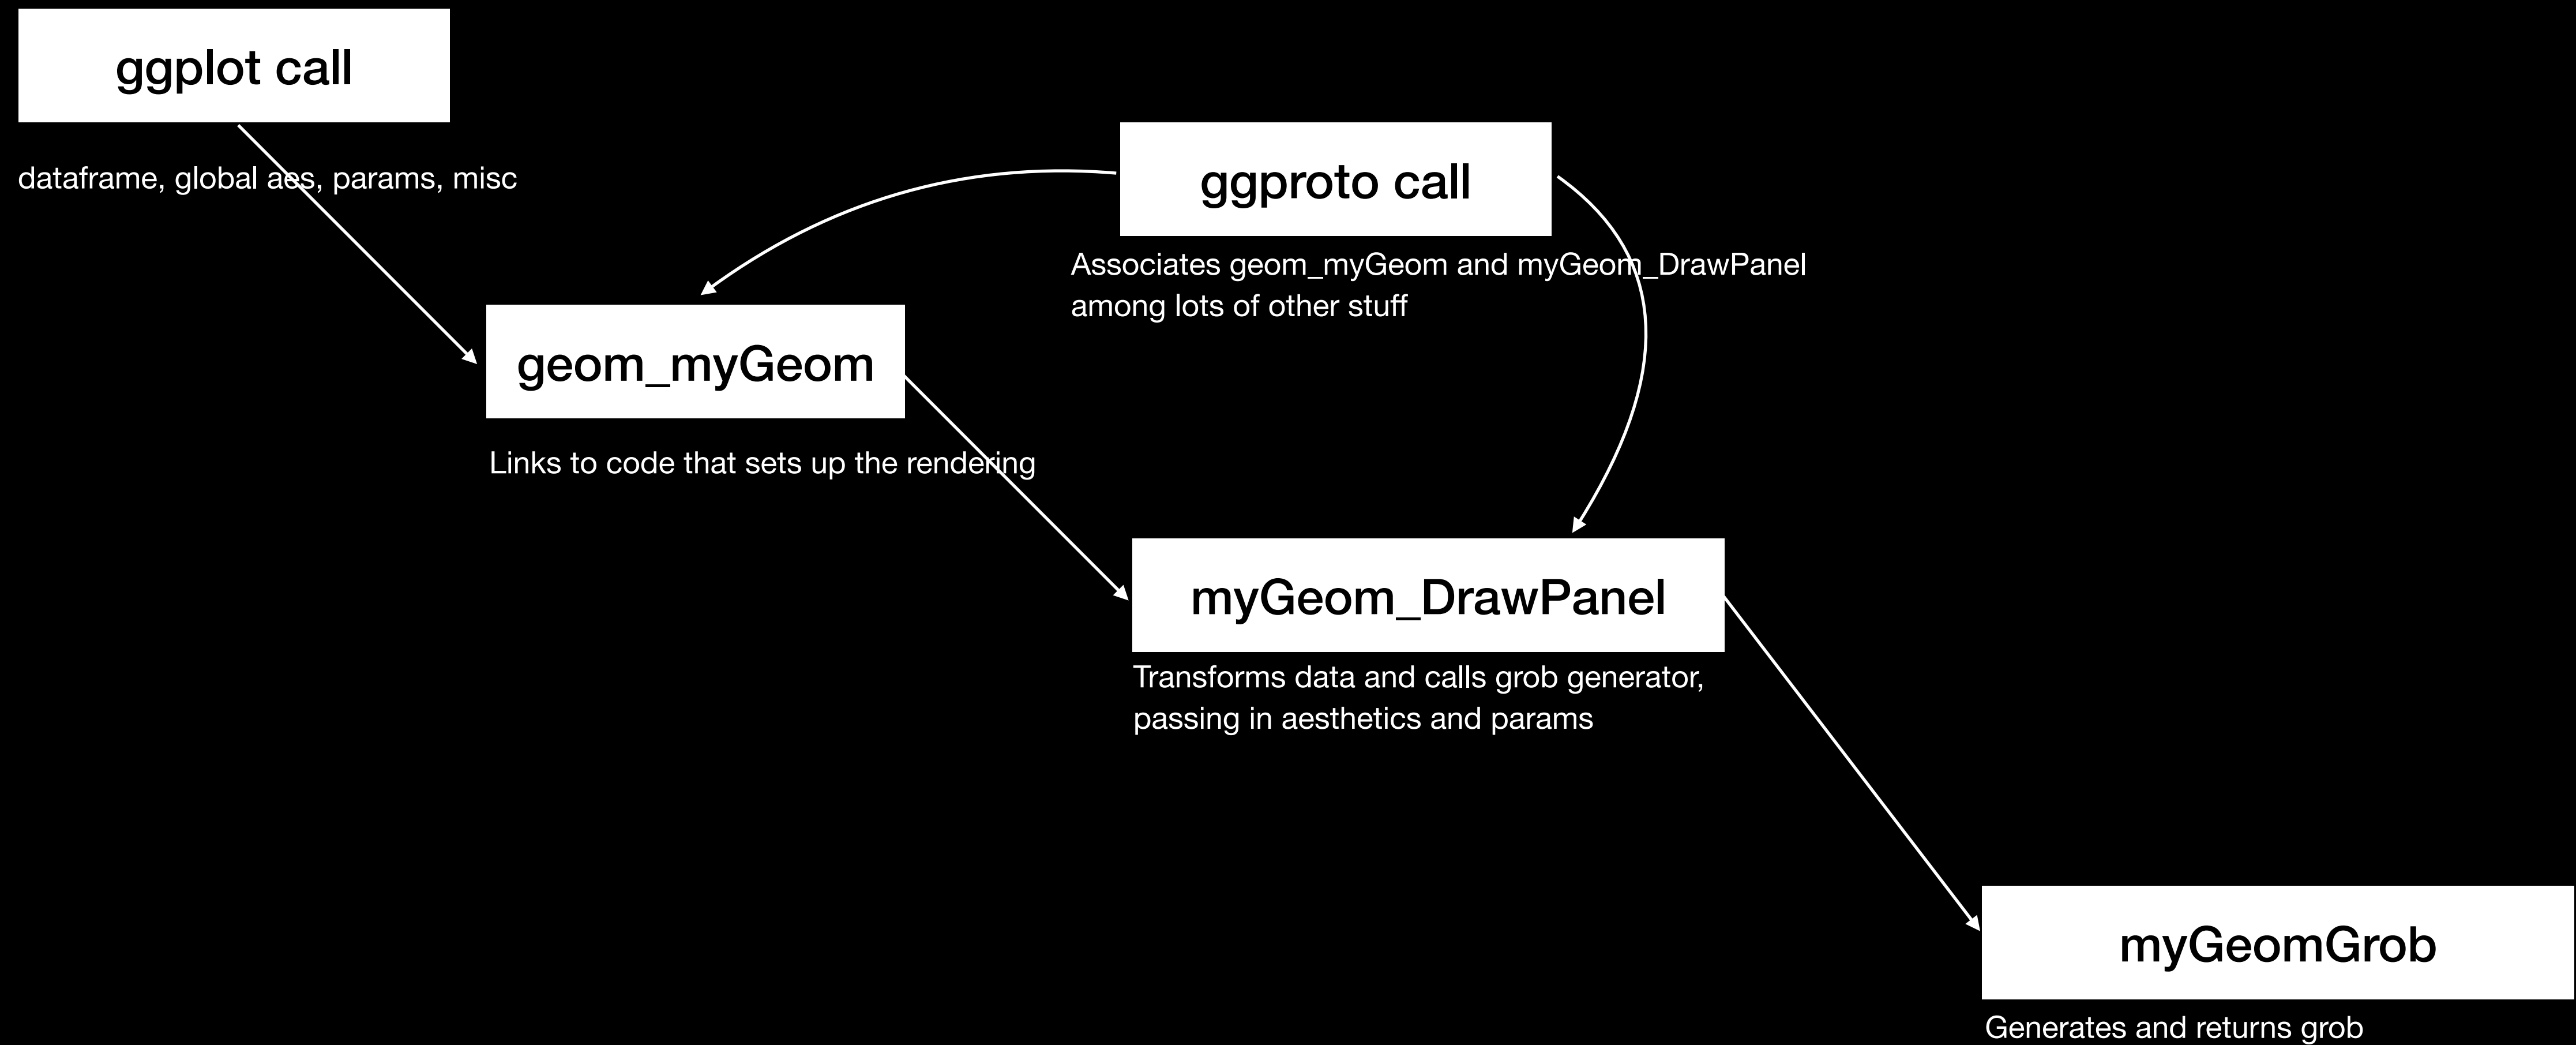 ggplot call
dataframe, global aes, params, misc
ggproto call
Associates geom_myGeom and myGeom_DrawPanel
among lots of other stuff
geom_myGeom
Links to code that sets up the rendering
myGeom_DrawPanel
Transforms data and calls grob generator,
passing in aesthetics and params
myGeomGrob
Generates and returns grob